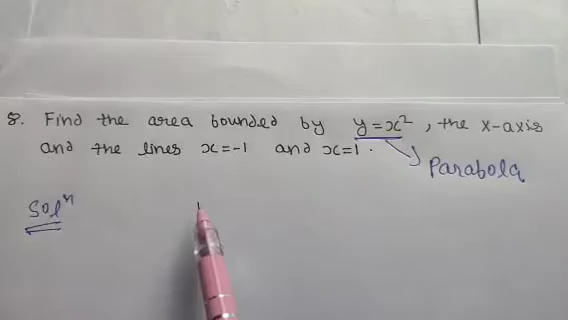 8. Find the area bounded by y = x², the x-axis
and the lines x = -1 and x = 1.
Parabola
Solⁿ